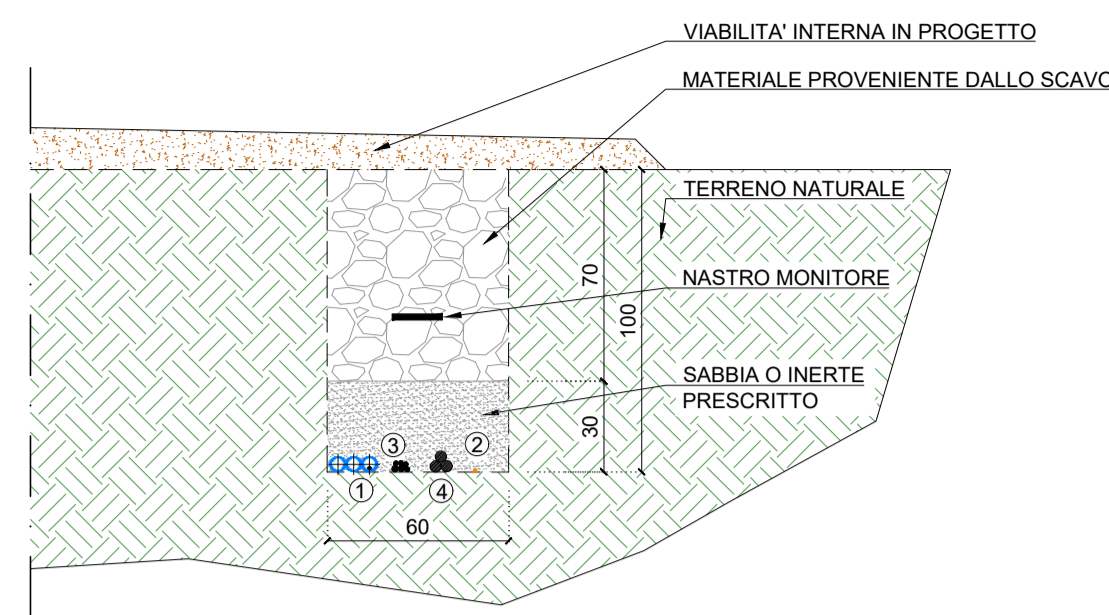 VIABILITA' INTERNA IN PROGETTO
MATERIALE PROVENIENTE DALLO SCAVO
TERRENO NATURALE
70
NASTRO MONITORE
100
SABBIA O INERTE
PRESCRITTO
30
3
2
1
4
60